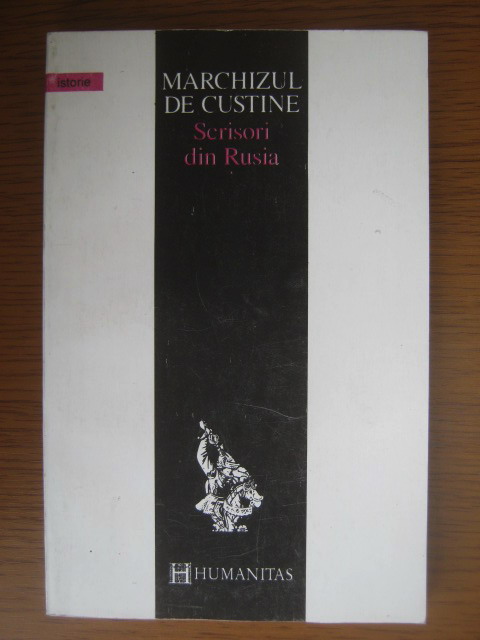 istorie
MARCHIZUL
DE CUSTINE
Scrisori
din Rusia
H HUMANITAS